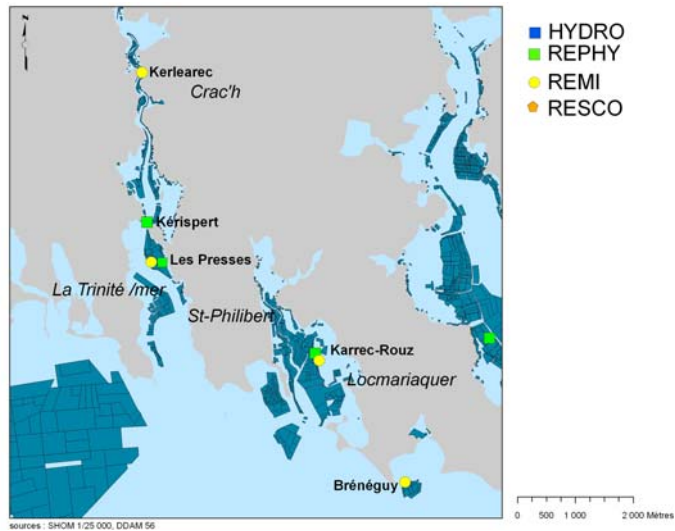 N
HYDRO
REPHY
REMI
RESCO
Kerlearec
Crac'h
Kérispert
Les Presses
La Trinité /mer
St-Philibert
Karrec-Rouz
Locmariaquer
Brénéguy
0 500 1 000 2 000 Mètres
sources : SHOM 1/25 000, DDAM 56